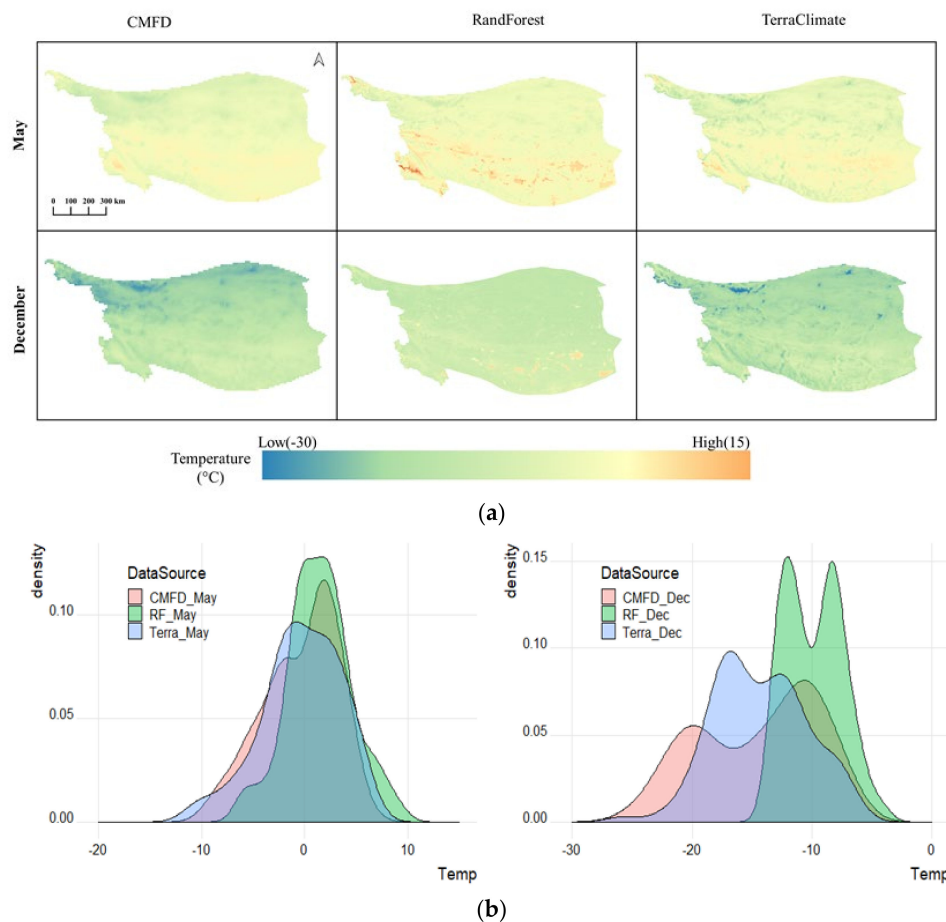 CMFD RandForest TerraClimate
May
0 100 200 300 km
December
Low(-30) High(15)
Temperature
(°C)
(a)
density
DataSource
CMFD_May
RF_May
Terra_May
0.10
0.05
0.00
-20 -10 0 10
Temp
density
0.15
DataSource
CMFD_Dec
RF_Dec
Terra_Dec
0.10
0.05
0.00
-30 -20 -10 0
Temp
(b)